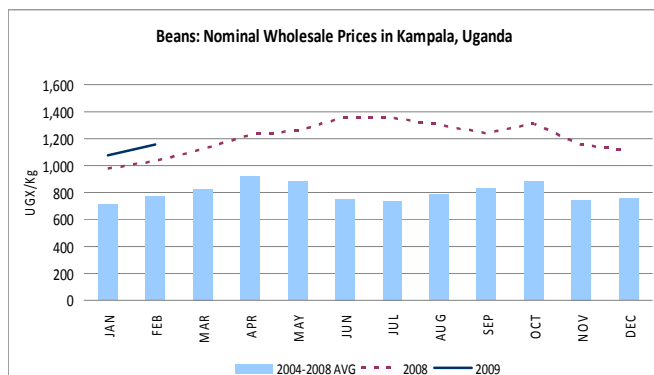 Beans: Nominal Wholesale Prices in Kampala, Uganda
1,600
1,400
1,200
1,000
800
600
400
200
0
UGX/Kg
JAN
FEB
MAR
APR
MAY
JUN
JUL
AUG
SEP
OCT
NOV
DEC
2004-2008 AVG
2008
2009